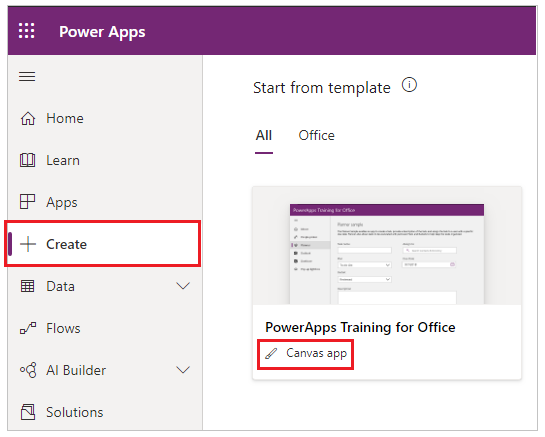 Power Apps
Home
Learn
Apps
Create
Data
Flows
AI Builder
Solutions
Start from template
All
Office
PowerApps Training for Office
PowerApps Training for Office
Canvas app